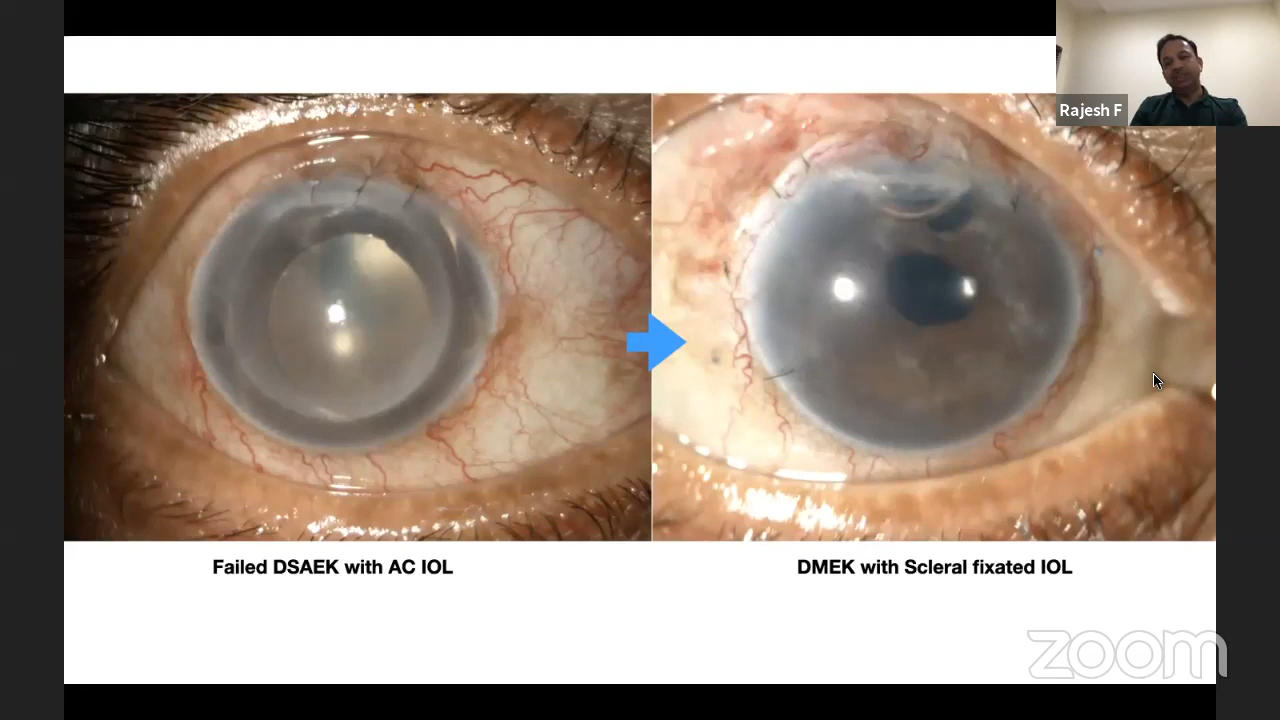 Rajesh F
Failed DSAEK with AC IOL
DMEK with Scleral fixated IOL
zoom